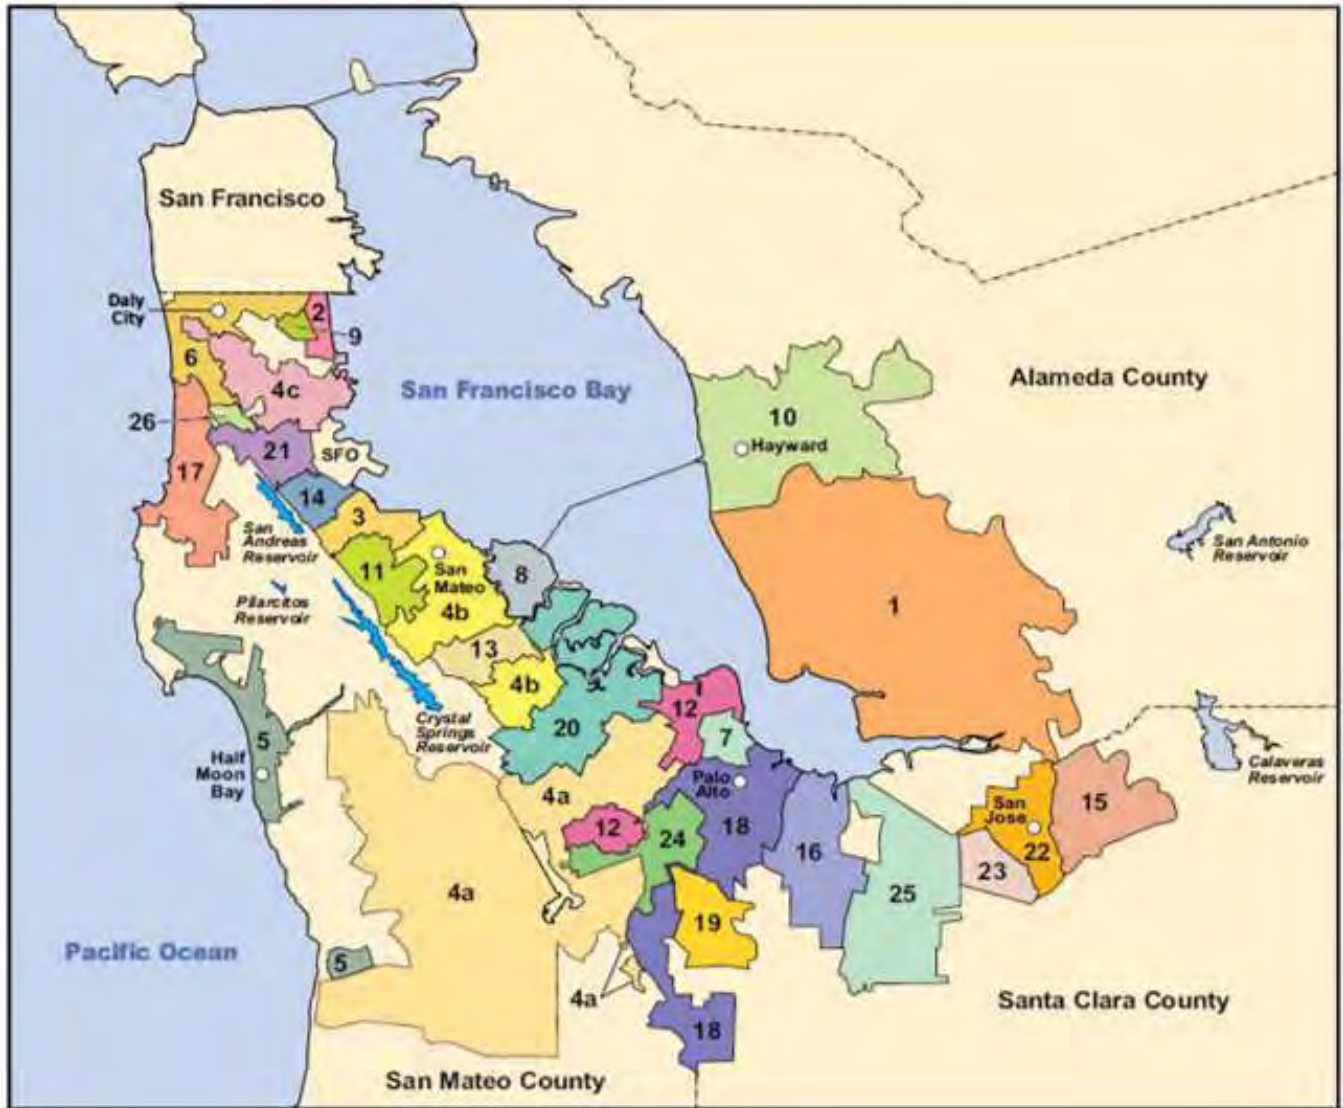 San Francisco
Daly
City
2
9
6
4c
San Francisco Bay
Alameda County
26
10
Hayward
21
SFO
17
14
3
San
Andreas
Reservoir
San Antonio
Reservoir
11
San
Mateo
8
Pilarcitos
Reservoir
4b
1
13
4b
12
Crystal
Springs
Reservoir
20
7
5
Half
Moon
Bay
Calaveras
Reservoir
Palo
Alto
4a
San
Jose
15
12
24
18
16
22
23
4a
25
19
Pacific Ocean
5
4a
Santa Clara County
18
San Mateo County